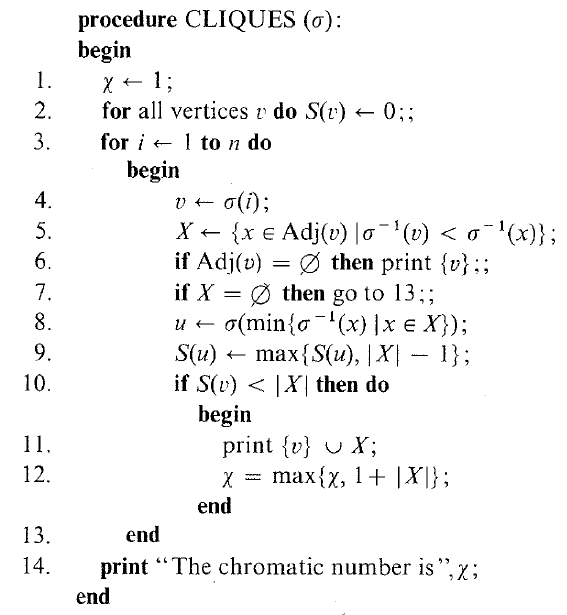 procedure CLIQUES (σ):
begin
1. χ ← 1;
2. for all vertices v do S(v) ← 0;;
3. for i ← 1 to n do
begin
4. v ← σ(i);
5. X ← {x ∈ Adj(v) | σ⁻¹(v) < σ⁻¹(x)};
6. if Adj(v) = ∅ then print {v};;
7. if X = ∅ then go to 13;;
8. u ← σ(min{σ⁻¹(x) | x ∈ X});
9. S(u) ← max{S(u), |X| − 1};
10. if S(v) < |X| then do
begin
11. print {v} ∪ X;
12. χ = max{χ, 1 + |X|};
end
13. end
14. print “The chromatic number is”, χ;
end